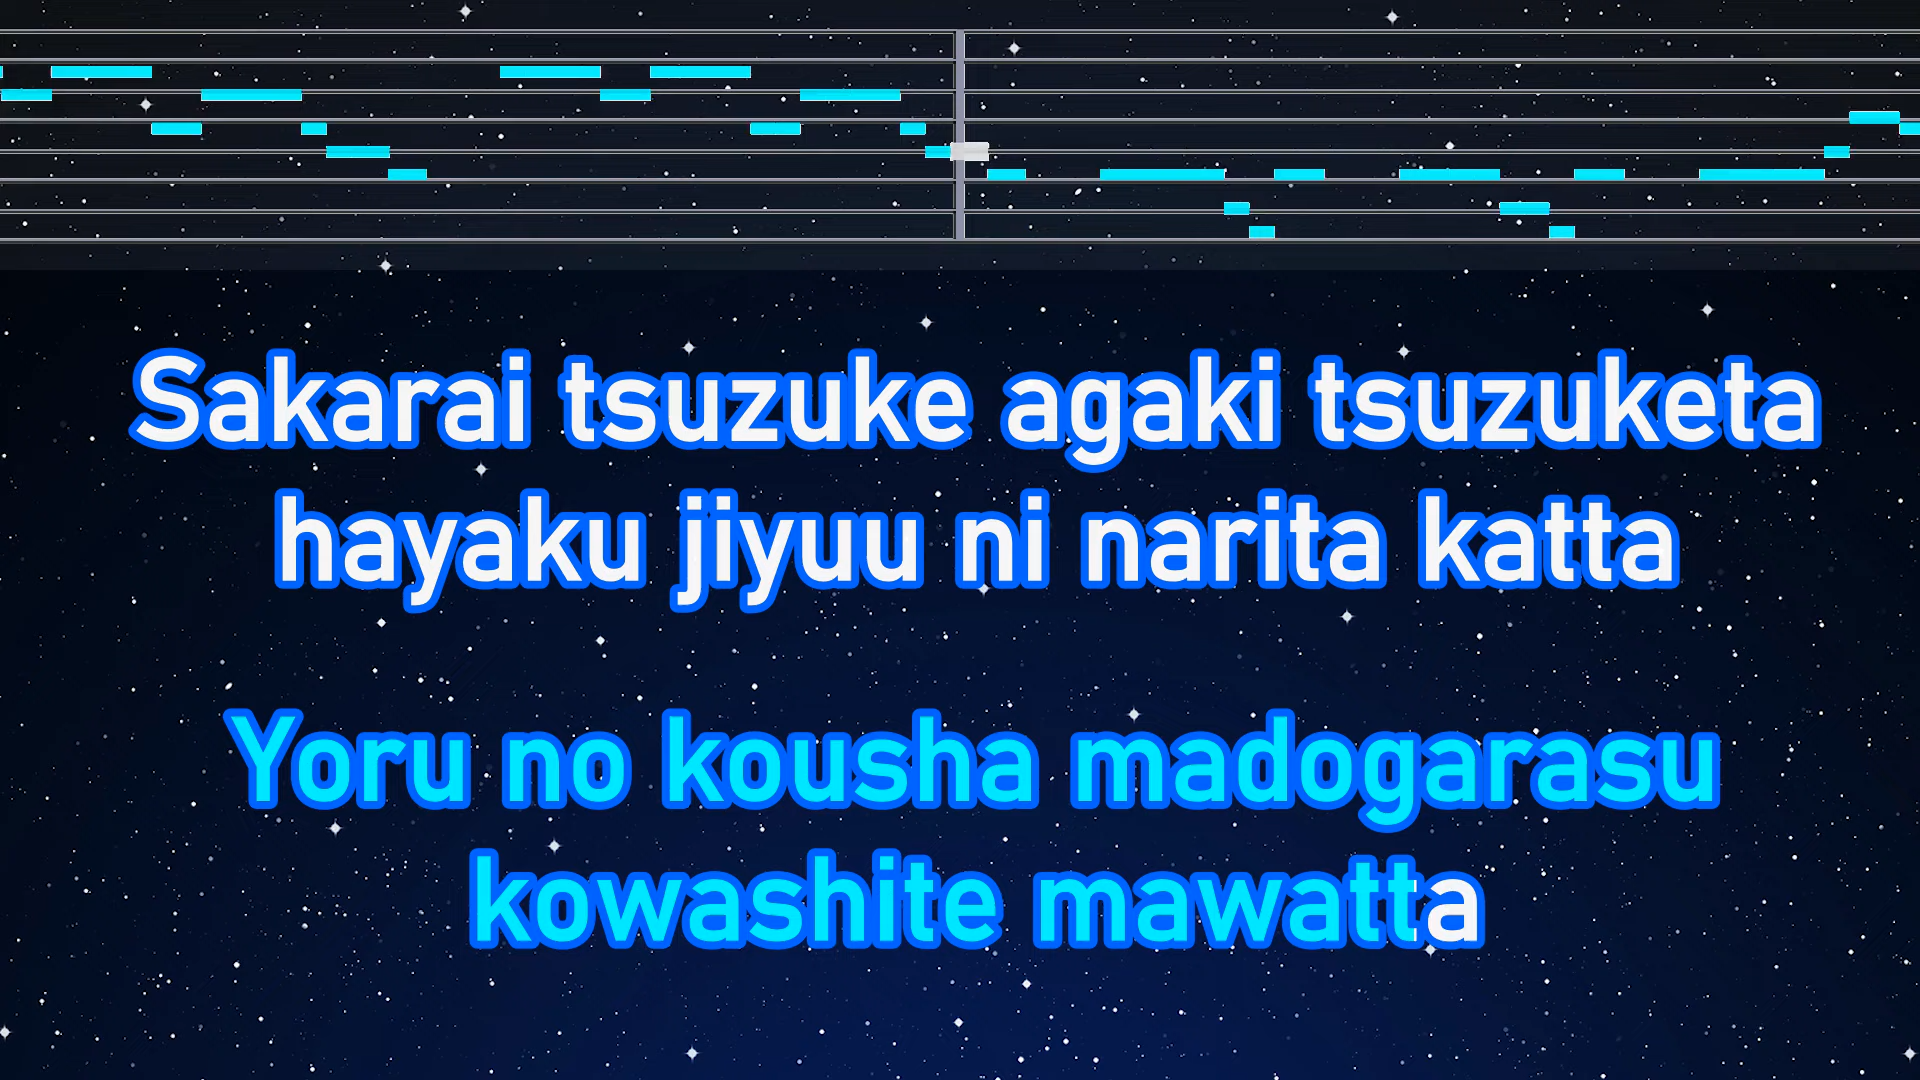 Sakarai tsuzuke agaki tsuzuketa
hayaku jiyuu ni narita katta
Yoru no kousha madogarasu
kowashite mawatta